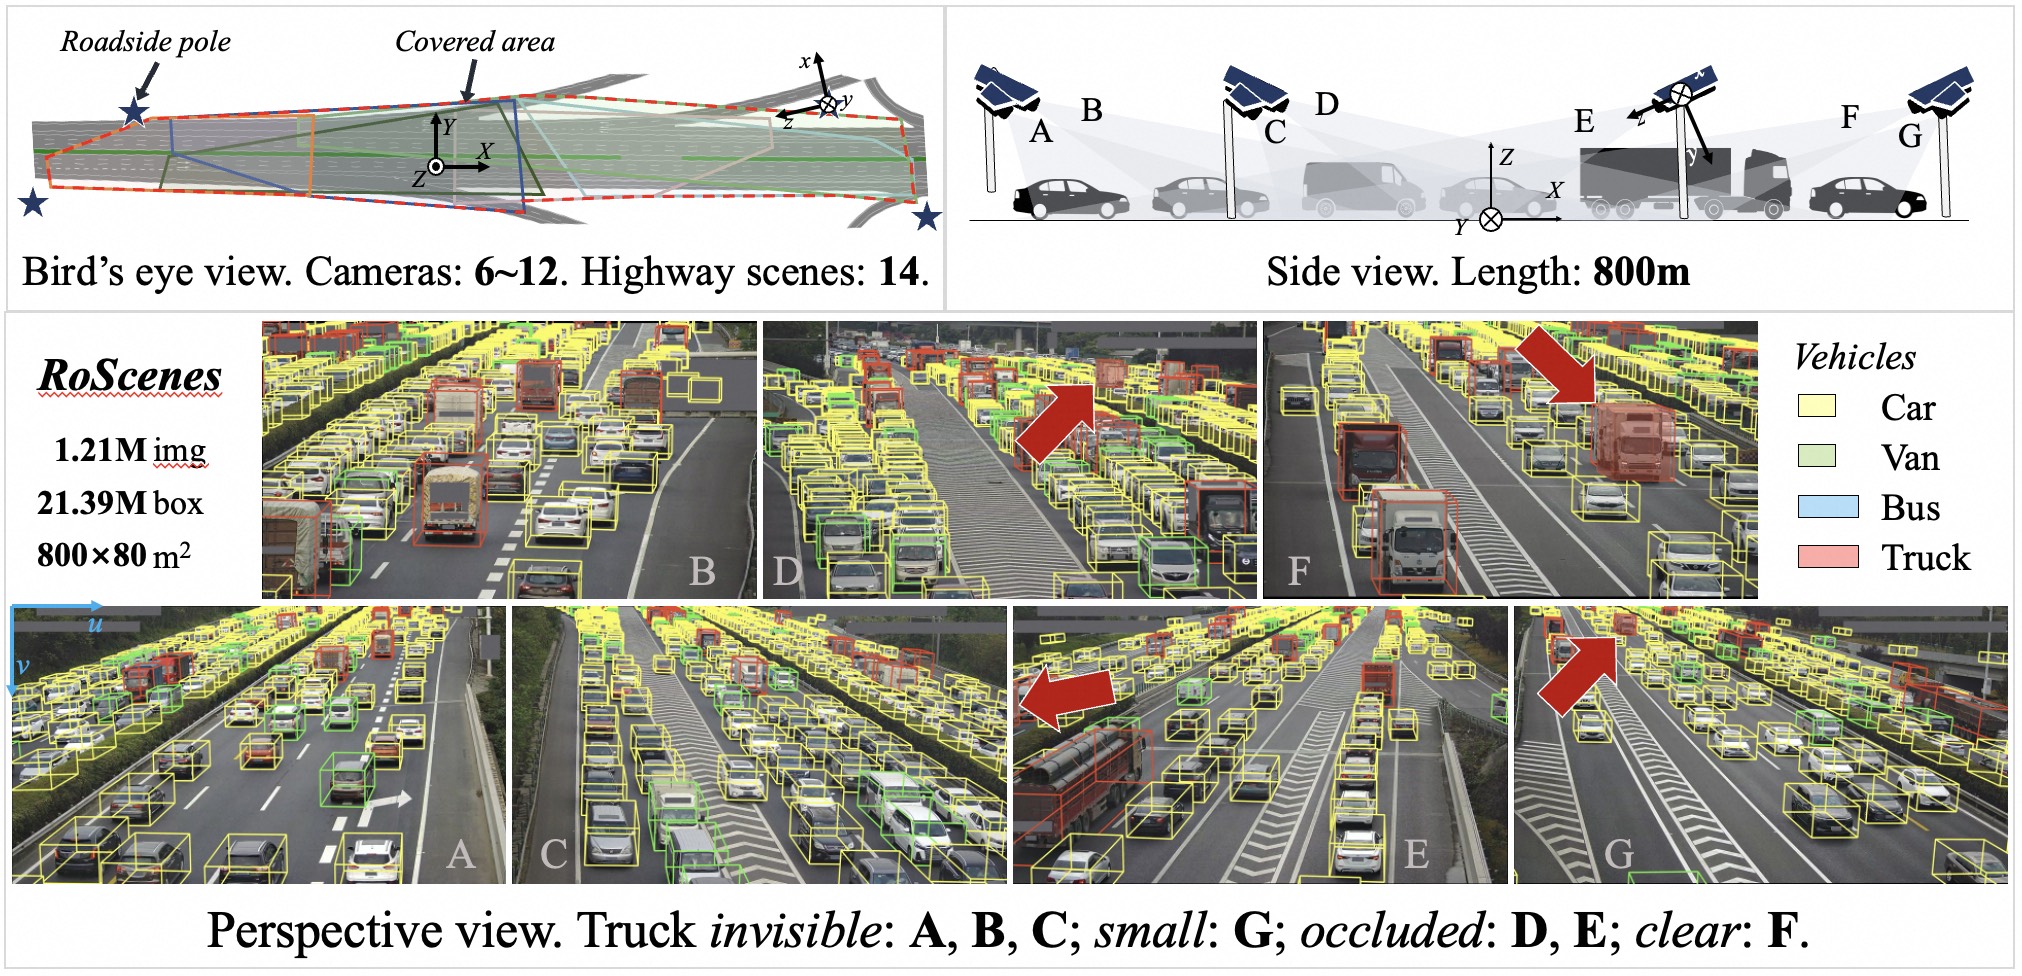 Roadside pole
Covered area
x
y
z
Y
X
Z
Bird's eye view. Cameras: 6~12. Highway scenes: 14.
A
B
C
D
E
F
G
x
y
z
Z
X
Y
Side view. Length: 800m
RoScenes
1.21M img
21.39M box
800×80 m²
B
D
F
Vehicles
Car
Van
Bus
Truck
u
v
A
C
E
G
Perspective view. Truck invisible: A, B, C; small: G; occluded: D, E; clear: F.